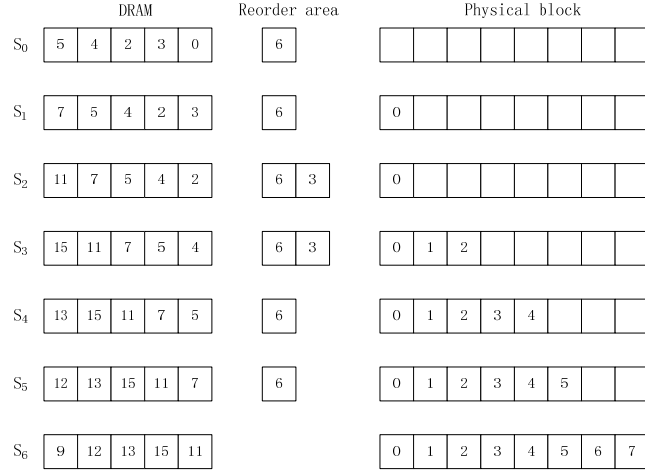 DRAM Reorder area Physical block
S0 5 4 2 3 0 6
S1 7 5 4 2 3 6 0
S2 11 7 5 4 2 6 3 0
S3 15 11 7 5 4 6 3 0 1 2
S4 13 15 11 7 5 6 0 1 2 3 4
S5 12 13 15 11 7 6 0 1 2 3 4 5
S6 9 12 13 15 11 0 1 2 3 4 5 6 7